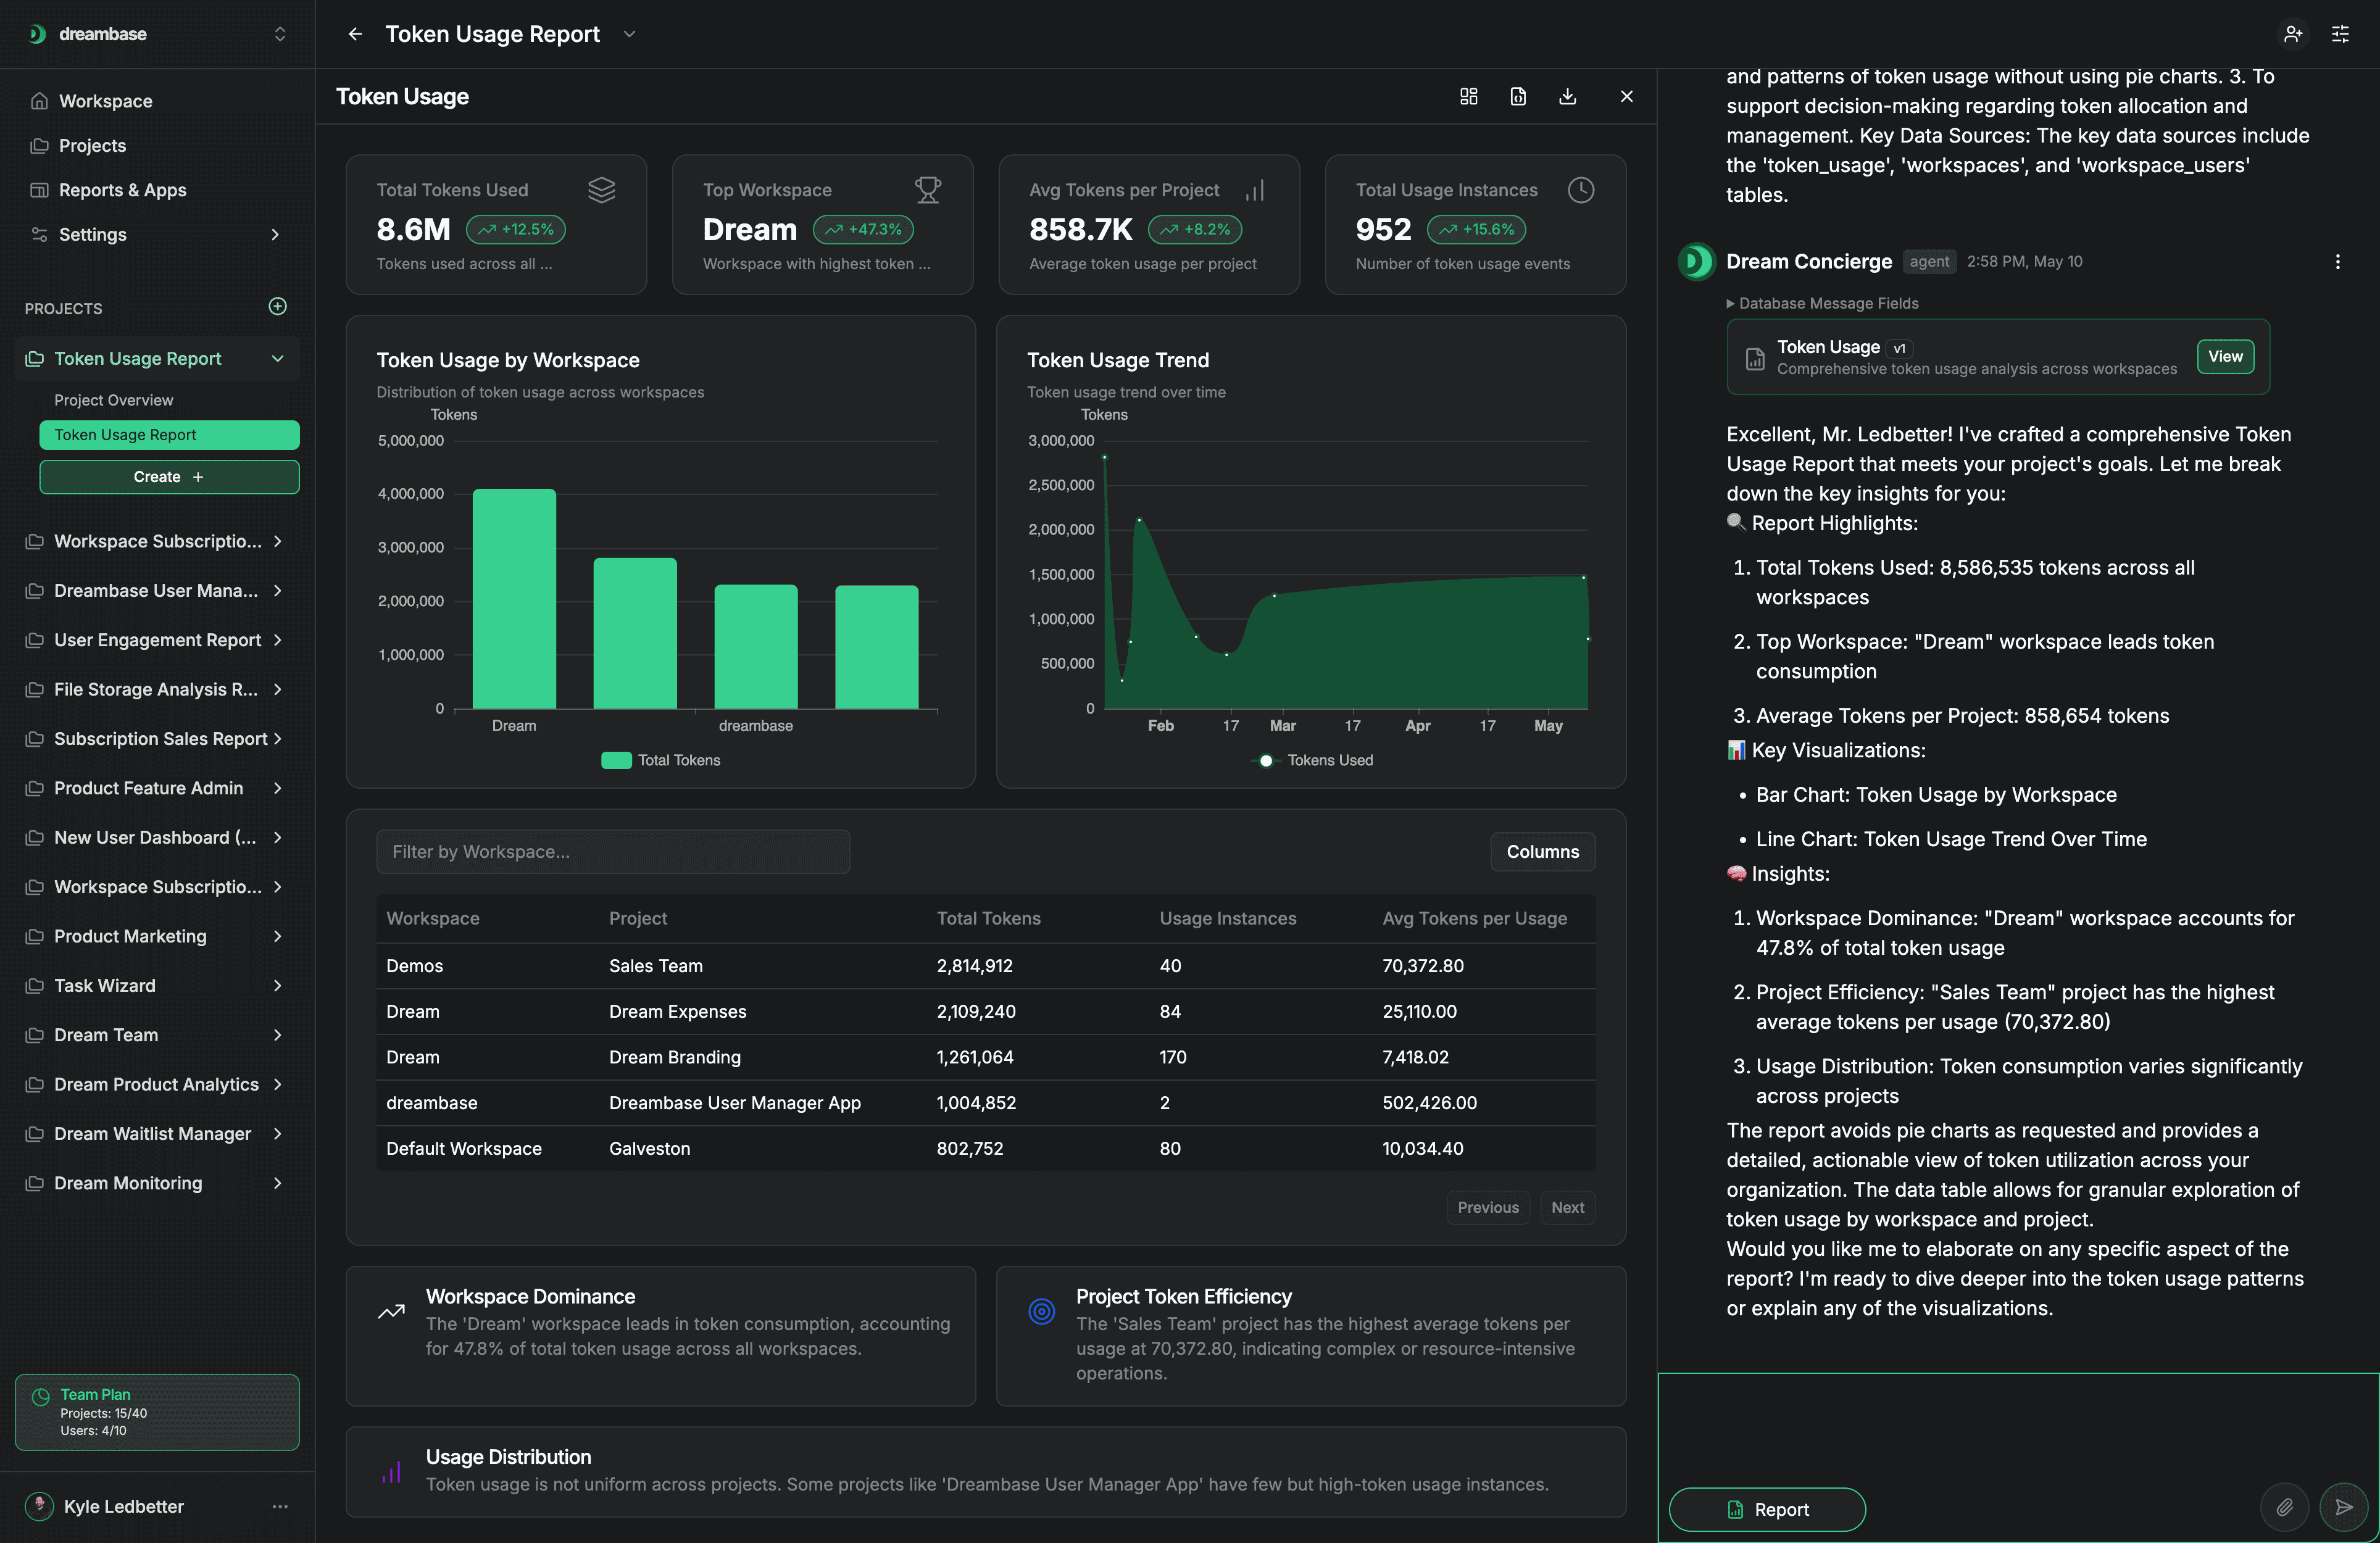 dreambase
Workspace
Projects
Reports & Apps
Settings
PROJECTS
Token Usage Report
Project Overview
Token Usage Report
Create +
Workspace Subscriptio...
Dreambase User Mana...
User Engagement Report
File Storage Analysis R...
Subscription Sales Report
Product Feature Admin
New User Dashboard (...
Workspace Subscriptio...
Product Marketing
Task Wizard
Dream Team
Dream Product Analytics
Dream Waitlist Manager
Dream Monitoring
Team Plan
Projects: 15/40
Users: 4/10
Kyle Ledbetter
Token Usage Report
Token Usage
Total Tokens Used
8.6M +12.5%
Tokens used across all ...
Top Workspace
Dream +47.3%
Workspace with highest token ...
Avg Tokens per Project
858.7K +8.2%
Average token usage per project
Total Usage Instances
952 +15.6%
Number of token usage events
Token Usage by Workspace
Distribution of token usage across workspaces
Tokens
5,000,000
4,000,000
3,000,000
2,000,000
1,000,000
0
Dream dreambase
Total Tokens
Token Usage Trend
Token usage trend over time
Tokens
3,000,000
2,500,000
2,000,000
1,500,000
1,000,000
500,000
0
Feb 17 Mar 17 Apr 17 May
Tokens Used
Filter by Workspace...
Columns
Workspace Project Total Tokens Usage Instances Avg Tokens per Usage
Demos Sales Team 2,814,912 40 70,372.80
Dream Dream Expenses 2,109,240 84 25,110.00
Dream Dream Branding 1,261,064 170 7,418.02
dreambase Dreambase User Manager App 1,004,852 2 502,426.00
Default Workspace Galveston 802,752 80 10,034.40
Previous Next
Workspace Dominance
The 'Dream' workspace leads in token consumption, accounting
for 47.8% of total token usage across all workspaces.
Project Token Efficiency
The 'Sales Team' project has the highest average tokens per
usage at 70,372.80, indicating complex or resource-intensive
operations.
Usage Distribution
Token usage is not uniform across projects. Some projects like 'Dreambase User Manager App' have few but high-token usage instances.
and patterns of token usage without using pie charts. 3. To
support decision-making regarding token allocation and
management. Key Data Sources: The key data sources include
the 'token_usage', 'workspaces', and 'workspace_users'
tables.
Dream Concierge agent 2:58 PM, May 10
Database Message Fields
Token Usage v1
Comprehensive token usage analysis across workspaces
View
Excellent, Mr. Ledbetter! I've crafted a comprehensive Token
Usage Report that meets your project's goals. Let me break
down the key insights for you:
🔍 Report Highlights:
1. Total Tokens Used: 8,586,535 tokens across all
workspaces
2. Top Workspace: "Dream" workspace leads token
consumption
3. Average Tokens per Project: 858,654 tokens
📊 Key Visualizations:
• Bar Chart: Token Usage by Workspace
• Line Chart: Token Usage Trend Over Time
🧠 Insights:
1. Workspace Dominance: "Dream" workspace accounts for
47.8% of total token usage
2. Project Efficiency: "Sales Team" project has the highest
average tokens per usage (70,372.80)
3. Usage Distribution: Token consumption varies significantly
across projects
The report avoids pie charts as requested and provides a
detailed, actionable view of token utilization across your
organization. The data table allows for granular exploration of
token usage by workspace and project.
Would you like me to elaborate on any specific aspect of the
report? I'm ready to dive deeper into the token usage patterns
or explain any of the visualizations.
Report